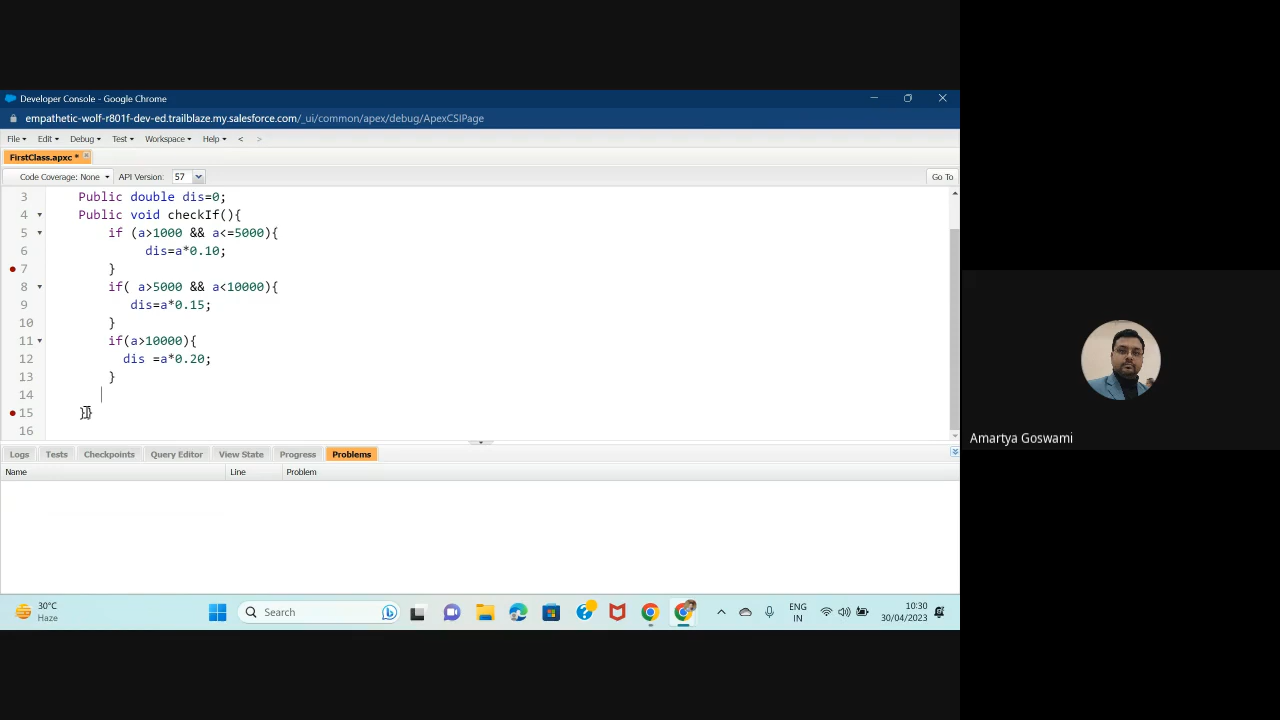 Developer Console - Google Chrome
empathetic-wolf-r801f-dev-ed.trailblaze.my.salesforce.com/_ui/common/apex/debug/ApexCSIPage
File Edit Debug Test Workspace Help < >
FirstClass.apxc *
Code Coverage: None API Version: 57 Go To
3 Public double dis=0;
4 Public void checkIf(){
5 if (a>1000 && a<=5000){
6 dis=a*0.10;
7 }
8 if( a>5000 && a<10000){
9 dis=a*0.15;
10 }
11 if(a>10000){
12 dis =a*0.20;
13 }
14
15 }}
16
Logs Tests Checkpoints Query Editor View State Progress Problems
Name Line Problem
Amartya Goswami
30°C
Haze
Search
ENG
IN
10:30
30/04/2023